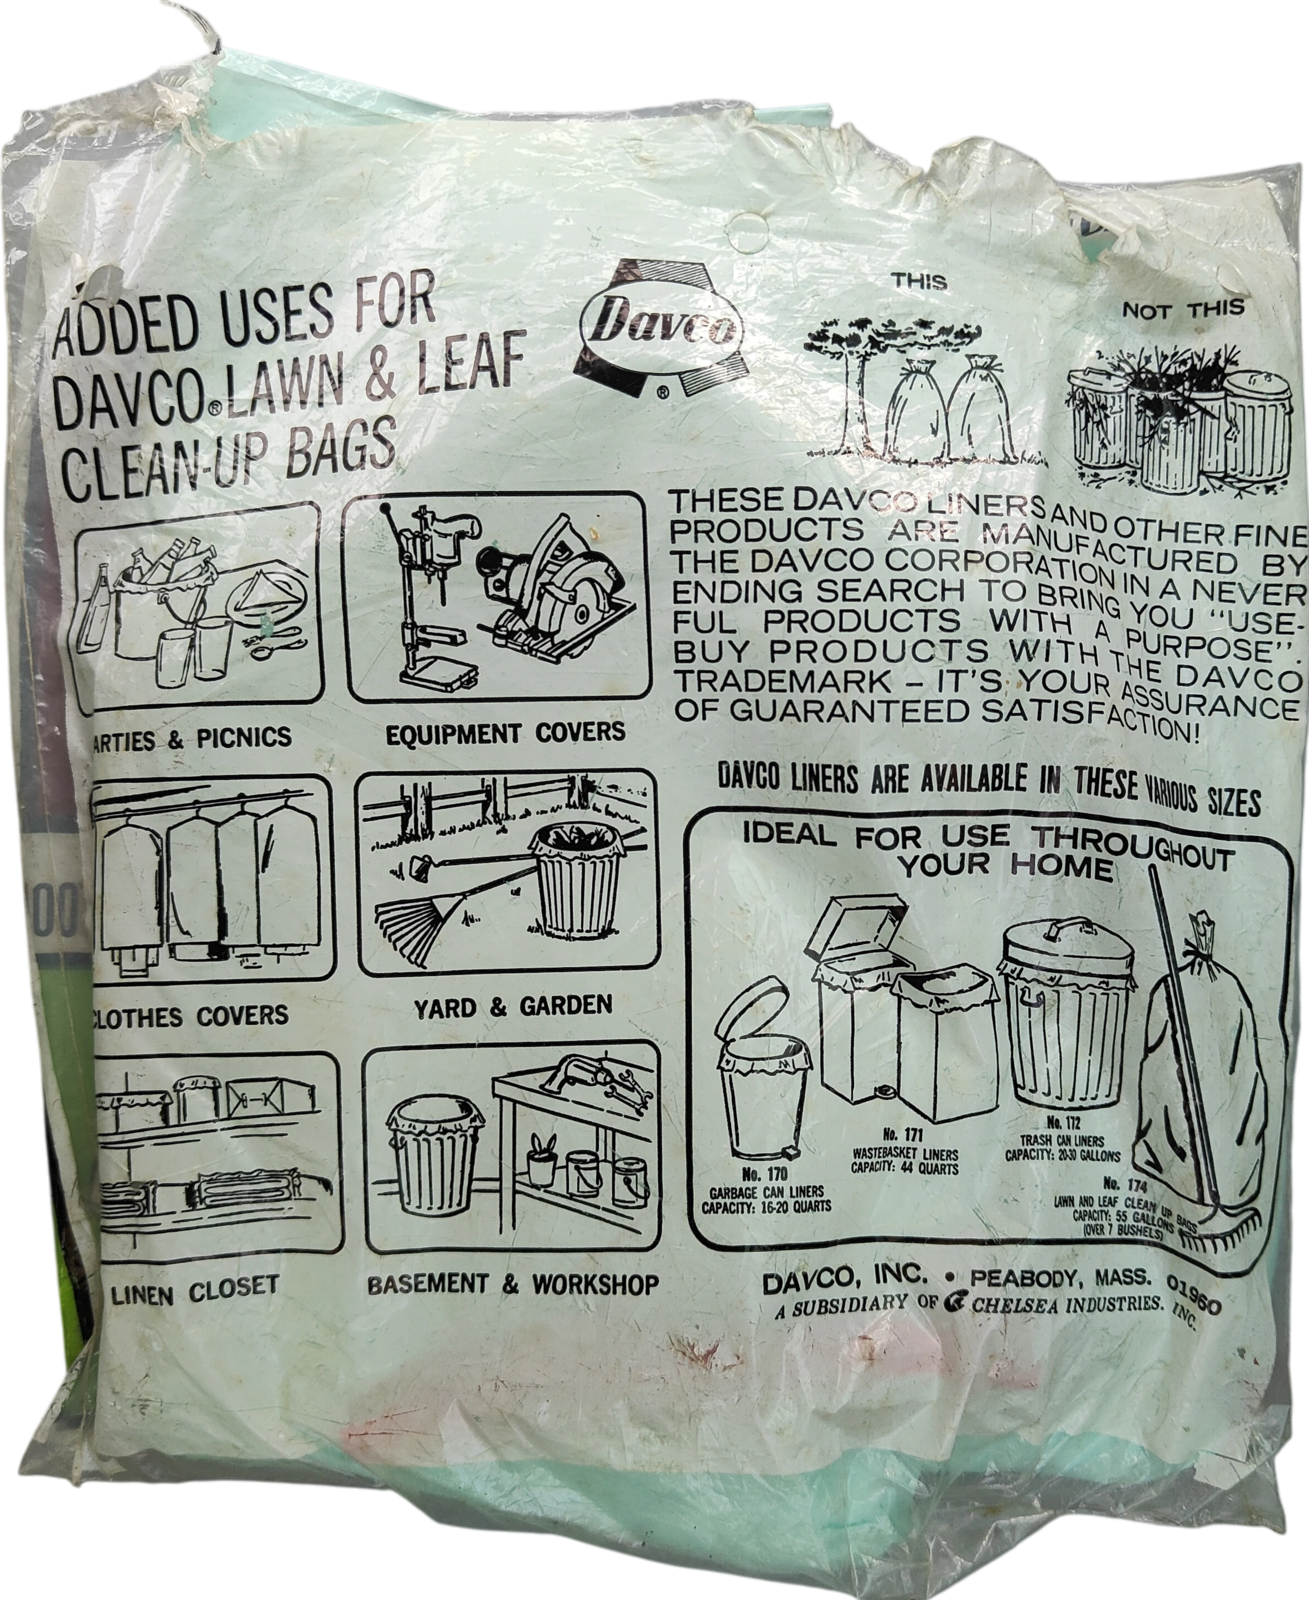 ADDED USES FOR
DAVCO® LAWN & LEAF
CLEAN-UP BAGS
Davco
®
THIS
NOT THIS
THESE DAVCO LINERS AND OTHER FINE
PRODUCTS ARE MANUFACTURED BY
THE DAVCO CORPORATION IN A NEVER
ENDING SEARCH TO BRING YOU "USE-
FUL PRODUCTS WITH A PURPOSE".
BUY PRODUCTS WITH THE DAVCO
TRADEMARK – IT'S YOUR ASSURANCE
OF GUARANTEED SATISFACTION!
ARTIES & PICNICS
EQUIPMENT COVERS
CLOTHES COVERS
YARD & GARDEN
LINEN CLOSET
BASEMENT & WORKSHOP
DAVCO LINERS ARE AVAILABLE IN THESE VARIOUS SIZES
IDEAL FOR USE THROUGHOUT
YOUR HOME
No. 170
GARBAGE CAN LINERS
CAPACITY: 16-20 QUARTS
No. 171
WASTEBASKET LINERS
CAPACITY: 44 QUARTS
No. 172
TRASH CAN LINERS
CAPACITY: 20-30 GALLONS
No. 174
LAWN AND LEAF CLEAN UP BAGS
CAPACITY: 55 GALLONS
(OVER 7 BUSHELS)
DAVCO, INC. • PEABODY, MASS. 01960
A SUBSIDIARY OF CHELSEA INDUSTRIES. INC.
00